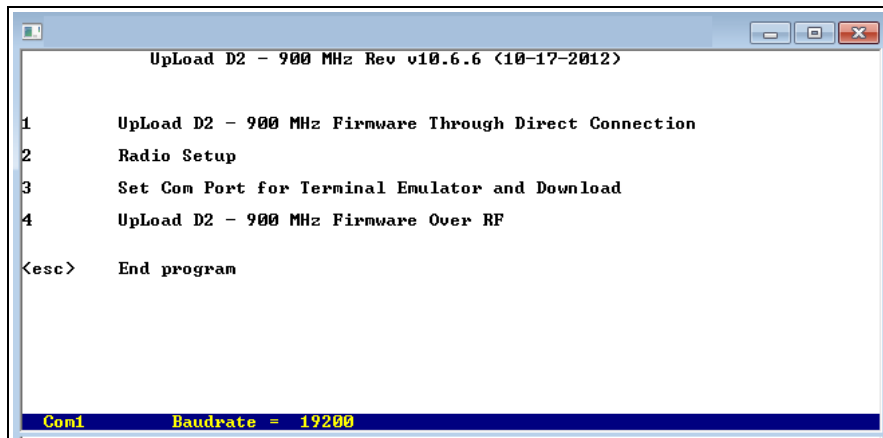 UpLoad D2 - 900 MHz Rev v10.6.6 (10-17-2012)
1 UpLoad D2 - 900 MHz Firmware Through Direct Connection
2 Radio Setup
3 Set Com Port for Terminal Emulator and Download
4 UpLoad D2 - 900 MHz Firmware Over RF
<esc> End program
Com1 Baudrate = 19200